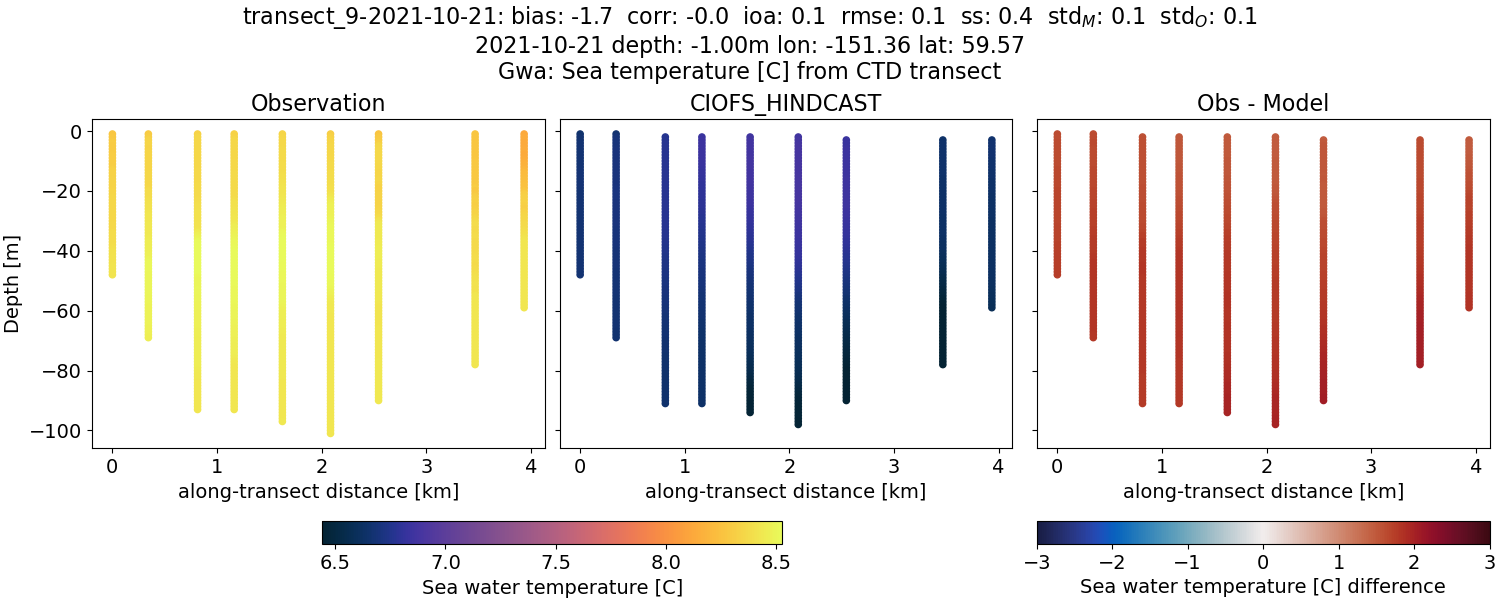 transect_9-2021-10-21: bias: -1.7 corr: -0.0 ioa: 0.1 rmse: 0.1 ss: 0.4 std_M: 0.1 std_O: 0.1
2021-10-21 depth: -1.00m lon: -151.36 lat: 59.57
Gwa: Sea temperature [C] from CTD transect
Observation
CIOFS_HINDCAST
Obs - Model
Depth [m]
0
−20
−40
−60
−80
−100
0 1 2 3 4
0 1 2 3 4
0 1 2 3 4
along-transect distance [km]
along-transect distance [km]
along-transect distance [km]
6.5 7.0 7.5 8.0 8.5
Sea water temperature [C]
−3 −2 −1 0 1 2 3
Sea water temperature [C] difference